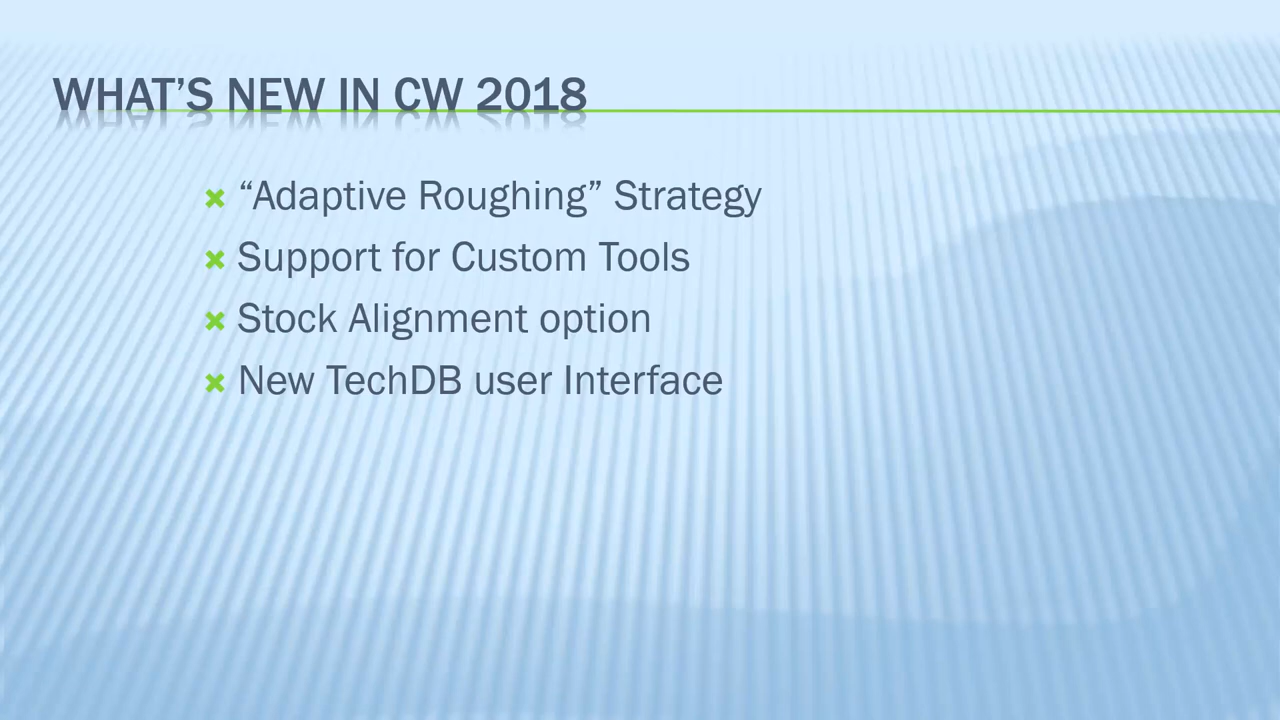 WHAT’S NEW IN CW 2018
“Adaptive Roughing” Strategy
Support for Custom Tools
Stock Alignment option
New TechDB user Interface